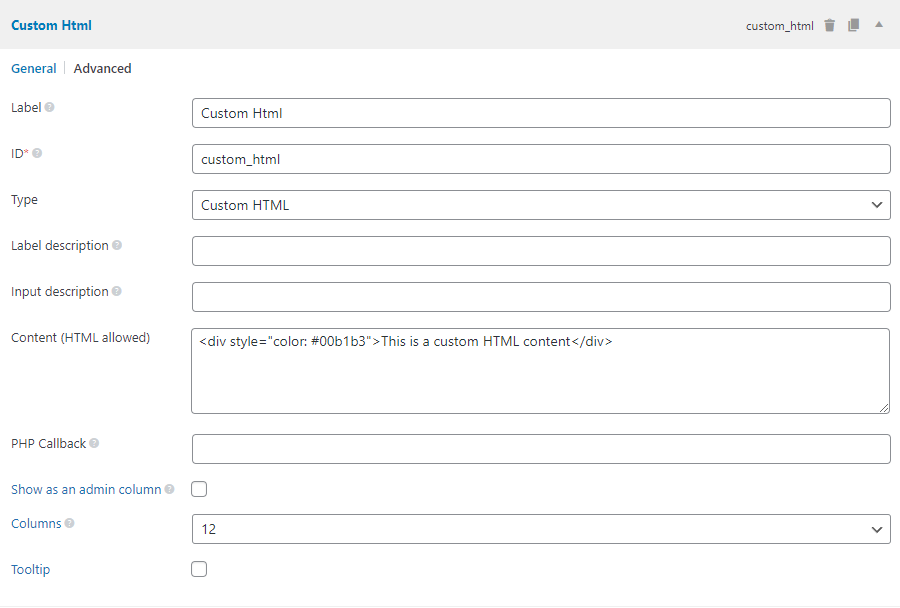 Custom Html custom_html
General Advanced
Label Custom Html
ID* custom_html
Type Custom HTML
Label description
Input description
Content (HTML allowed) <div style="color: #00b1b3">This is a custom HTML content</div>
PHP Callback
Show as an admin column
Columns 12
Tooltip